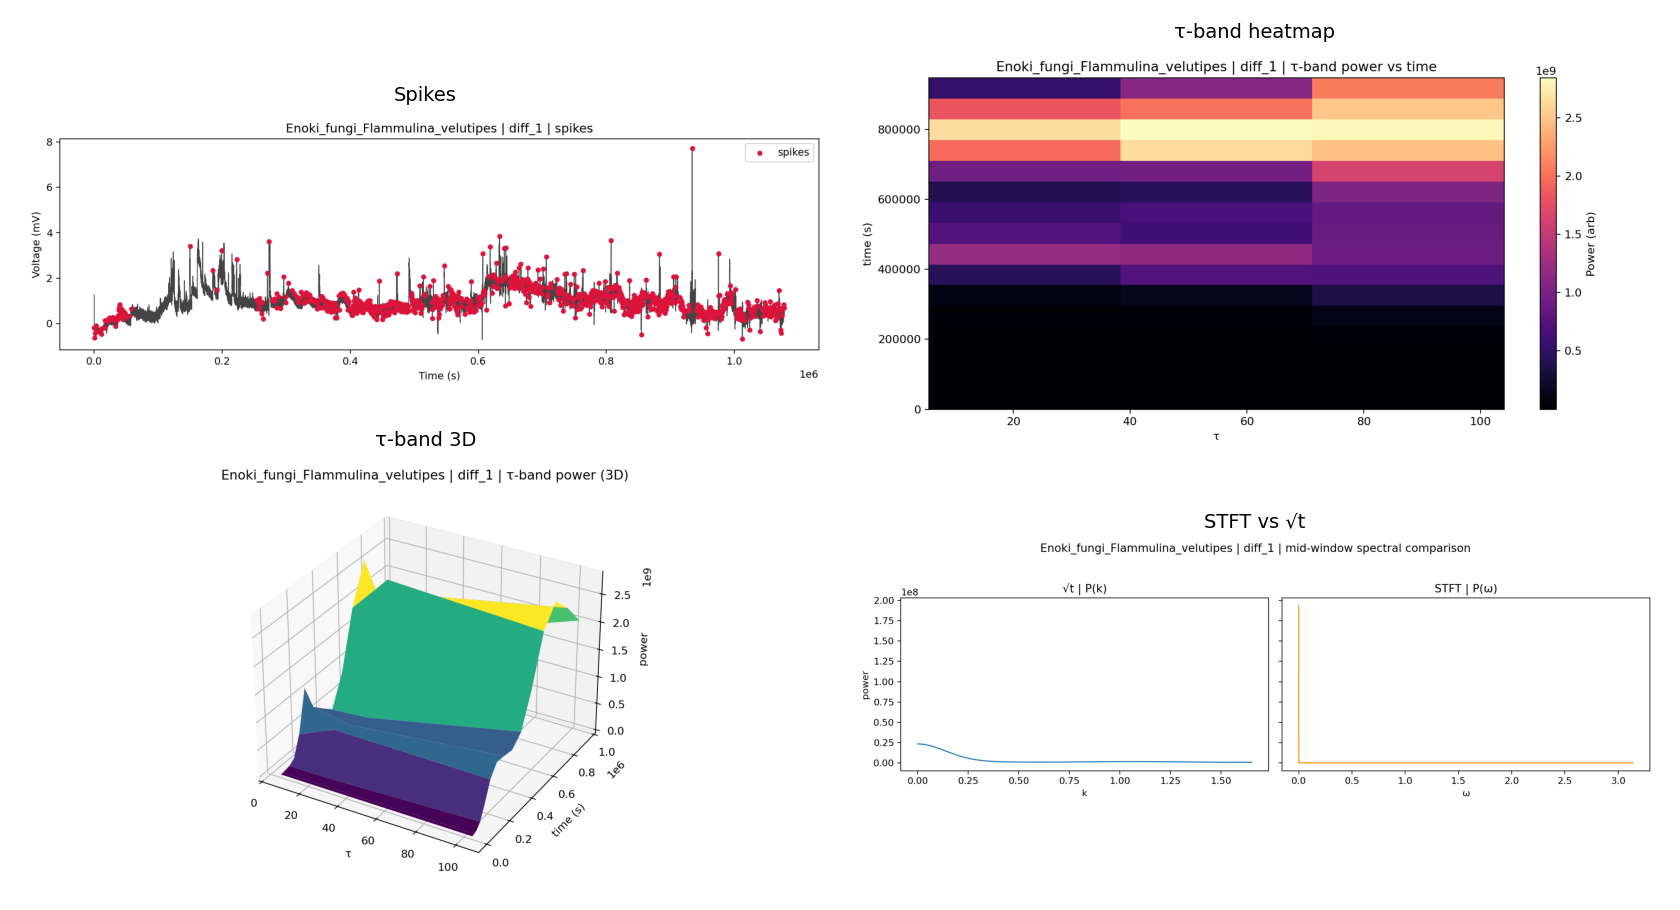 Spikes
Enoki_fungi_Flammulina_velutipes | diff_1 | spikes
spikes
Voltage (mV)
8
6
4
2
0
0.0 0.2 0.4 0.6 0.8 1.0
1e6
Time (s)
τ-band heatmap
Enoki_fungi_Flammulina_velutipes | diff_1 | τ-band power vs time
1e9
time (s)
800000
600000
400000
200000
0
20 40 60 80 100
τ
2.5
2.0
1.5
1.0
0.5
Power (arb)
τ-band 3D
Enoki_fungi_Flammulina_velutipes | diff_1 | τ-band power (3D)
1e9
2.5
2.0
1.5
1.0
0.5
0.0
power
0 20 40 60 80 100
τ
0.0 0.2 0.4 0.6 0.8 1.0
1e6
time (s)
STFT vs √t
Enoki_fungi_Flammulina_velutipes | diff_1 | mid-window spectral comparison
√t | P(k)
1e8
power
2.00
1.75
1.50
1.25
1.00
0.75
0.50
0.25
0.00
0.00 0.25 0.50 0.75 1.00 1.25 1.50
k
STFT | P(ω)
0.0 0.5 1.0 1.5 2.0 2.5 3.0
ω